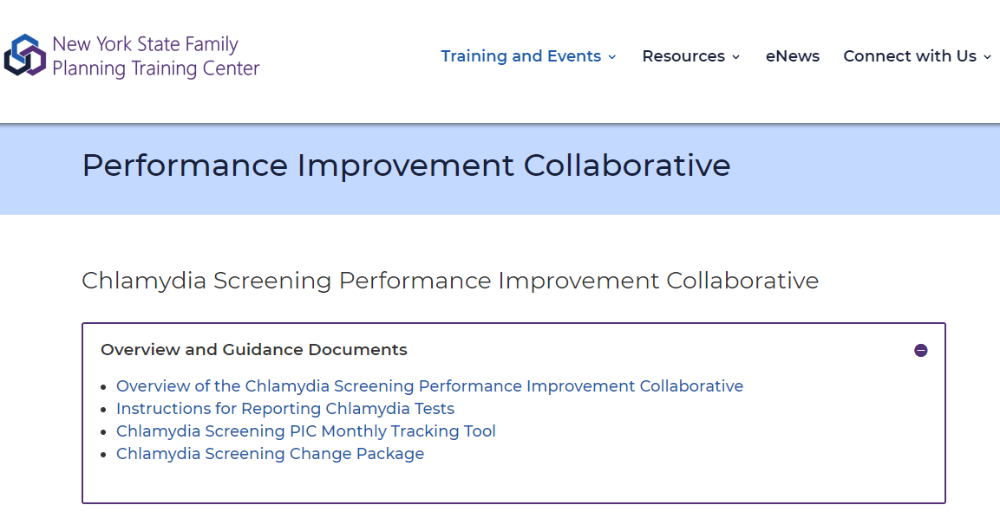 New York State Family
Planning Training Center
Training and Events
Resources
eNews
Connect with Us
Performance Improvement Collaborative
Chlamydia Screening Performance Improvement Collaborative
Overview and Guidance Documents
Overview of the Chlamydia Screening Performance Improvement Collaborative
Instructions for Reporting Chlamydia Tests
Chlamydia Screening PIC Monthly Tracking Tool
Chlamydia Screening Change Package